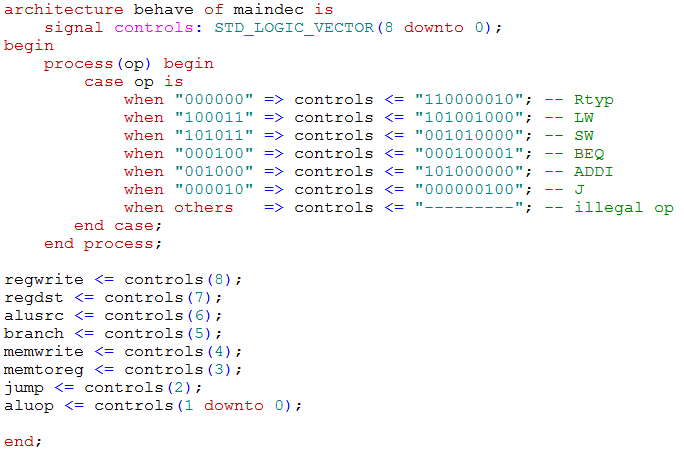 architecture behave of maindec is
    signal controls: STD_LOGIC_VECTOR(8 downto 0);
begin
    process(op) begin
        case op is
            when "000000" => controls <= "110000010"; -- Rtyp
            when "100011" => controls <= "101001000"; -- LW
            when "101011" => controls <= "001010000"; -- SW
            when "000100" => controls <= "000100001"; -- BEQ
            when "001000" => controls <= "101000000"; -- ADDI
            when "000010" => controls <= "000000100"; -- J
            when others   => controls <= "---------"; -- illegal op
       end case;
    end process;

regwrite <= controls(8);
regdst <= controls(7);
alusrc <= controls(6);
branch <= controls(5);
memwrite <= controls(4);
memtoreg <= controls(3);
jump <= controls(2);
aluop <= controls(1 downto 0);

end;